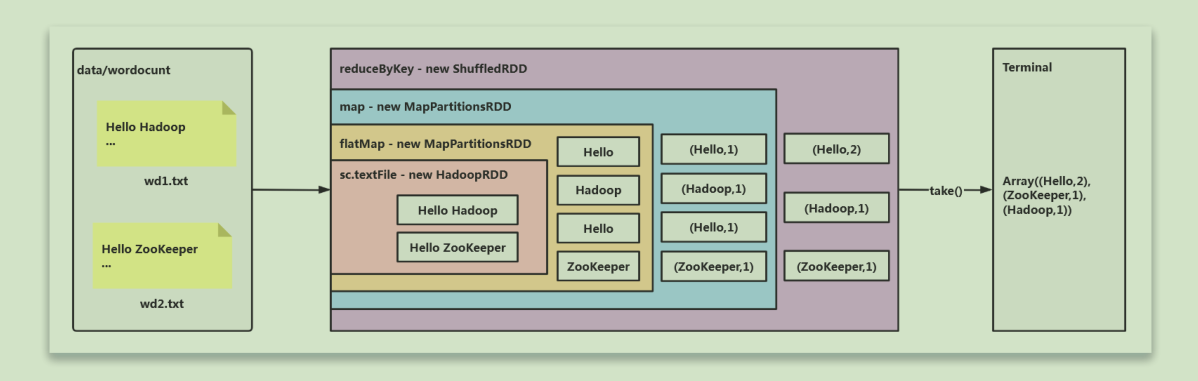 data/wordocunt
Hello Hadoop
...
wd1.txt
Hello ZooKeeper
...
wd2.txt
reduceByKey - new ShuffledRDD
map - new MapPartitionsRDD
flatMap - new MapPartitionsRDD
sc.textFile - new HadoopRDD
Hello Hadoop
Hello ZooKeeper
Hello
Hadoop
Hello
ZooKeeper
(Hello,1)
(Hadoop,1)
(Hello,1)
(ZooKeeper,1)
(Hello,2)
(Hadoop,1)
(ZooKeeper,1)
take()
Terminal
Array((Hello,2),
(ZooKeeper,1),
(Hadoop,1))